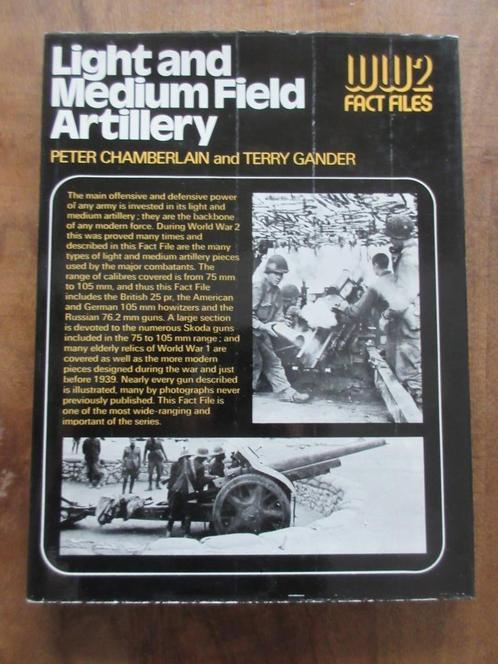 Light and
Medium Field
Artillery
WW2
FACT FILES
PETER CHAMBERLAIN and TERRY GANDER
The main offensive and defensive power
of any army is invested in its light and
medium artillery; they are the backbone
of any modern force. During World War 2
this was proved many times and
described in this Fact File are the many
types of light and medium artillery pieces
used by the major combatants. The
range of calibres covered is from 75 mm
to 105 mm, and thus this Fact File
includes the British 25 pr, the American
and German 105 mm howitzers and the
Russian 76.2 mm guns. A large section
is devoted to the numerous Skoda guns
included in the 75 to 105 mm range; and
many elderly relics of World War 1 are
covered as well as the more modern
pieces designed during the war and just
before 1939. Nearly every gun described
is illustrated, many by photographs never
previously published. This Fact File is
one of the most wide-ranging and
important of the series.